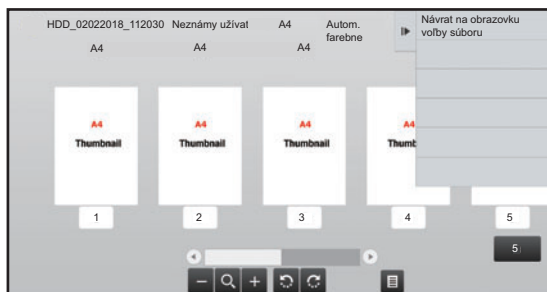 HDD_02022018_112030 Neznámy užívat A4 Autom. farebne
A4 A4 A4
Návrat na obrazovku
voľby súboru
A4 A4 A4 A4
Thumbnail Thumbnail Thumbnail Thumb
1 2 3 4 5
5